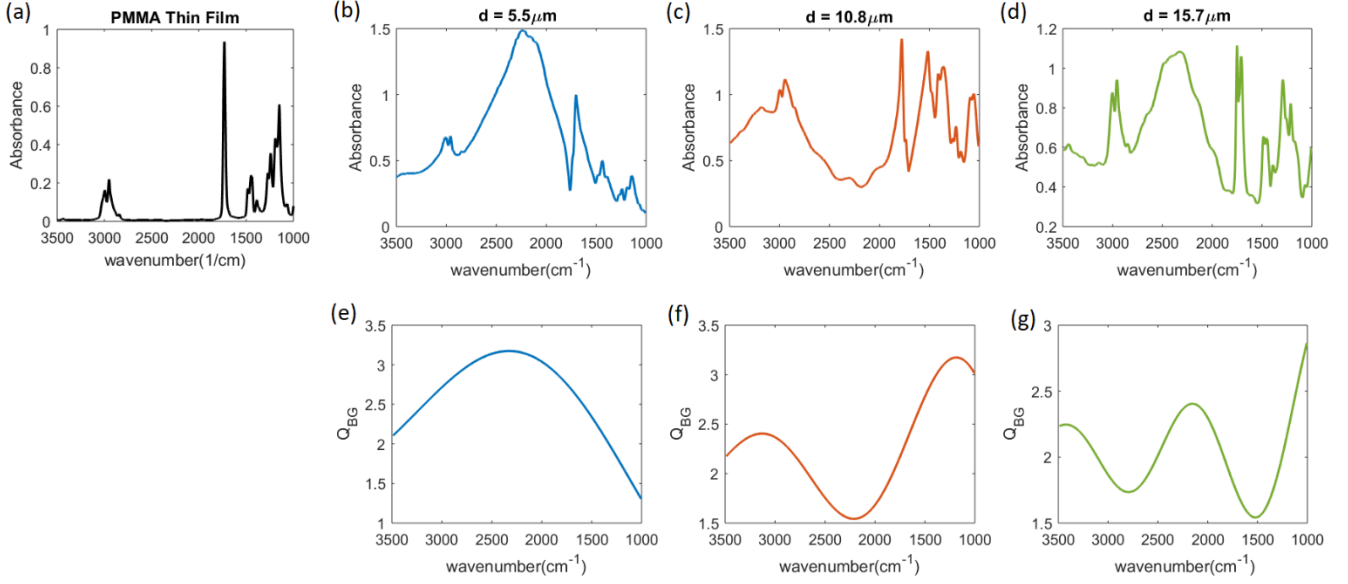 (a)
PMMA Thin Film
1
0.8
0.6
0.4
0.2
0
Absorbance
3500 3000 2500 2000 1500 1000
wavenumber(1/cm)
(b)
d = 5.5μm
1.5
1
0.5
0
Absorbance
3500 3000 2500 2000 1500 1000
wavenumber(cm⁻¹)
(c)
d = 10.8μm
1.5
1
0.5
0
Absorbance
3500 3000 2500 2000 1500 1000
wavenumber(cm⁻¹)
(d)
d = 15.7μm
1.2
1
0.8
0.6
0.4
0.2
Absorbance
3500 3000 2500 2000 1500 1000
wavenumber(cm⁻¹)
(e)
3.5
3
2.5
2
1.5
1
Q_BG
3500 3000 2500 2000 1500 1000
wavenumber(cm⁻¹)
(f)
3.5
3
2.5
2
1.5
Q_BG
3500 3000 2500 2000 1500 1000
wavenumber(cm⁻¹)
(g)
3
2.5
2
1.5
Q_BG
3500 3000 2500 2000 1500 1000
wavenumber(cm⁻¹)